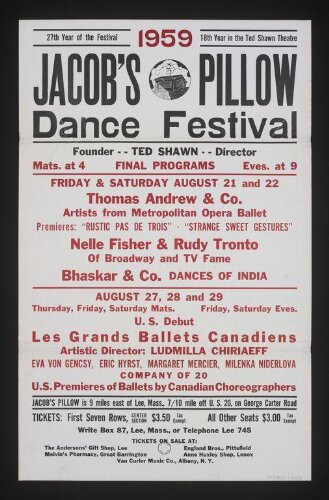 27th Year of the Festival
1959
18th Year in the Ted Shawn Theatre
JACOB'S PILLOW
Dance Festival
Founder - - TED SHAWN - - Director
Mats. at 4 FINAL PROGRAMS Eves. at 9
FRIDAY & SATURDAY AUGUST 21 and 22
Thomas Andrew & Co.
Artists from Metropolitan Opera Ballet
Premieres: "RUSTIC PAS DE TROIS" - "STRANGE SWEET GESTURES"
Nelle Fisher & Rudy Tronto
Of Broadway and TV Fame
Bhaskar & Co. DANCES OF INDIA
AUGUST 27, 28 and 29
Thursday, Friday, Saturday Mats. Friday, Saturday Eves.
U. S. Debut
Les Grands Ballets Canadiens
Artistic Director: LUDMILLA CHIRIAEFF
EVA VON GENCSY, ERIC HYRST, MARGARET MERCIER, MILENKA NIDERLOVA
COMPANY OF 20
U.S. Premieres of Ballets by Canadian Choreographers
JACOB'S PILLOW is 9 miles east of Lee, Mass., 7/10 mile off U. S. 20, on George Carter Road
TICKETS: First Seven Rows, CENTER SECTION $3.50 Tax Exempt All Other Seats $3.00 Tax Exempt
Write Box 87, Lee, Mass., or Telephone Lee 745
TICKETS ON SALE AT:
The Andersons' Gift Shop, Lee England Bros., Pittsfield
Melvin's Pharmacy, Great Barrington Anne Huxley Shop, Lenox
Van Curler Music Co., Albany, N. Y.